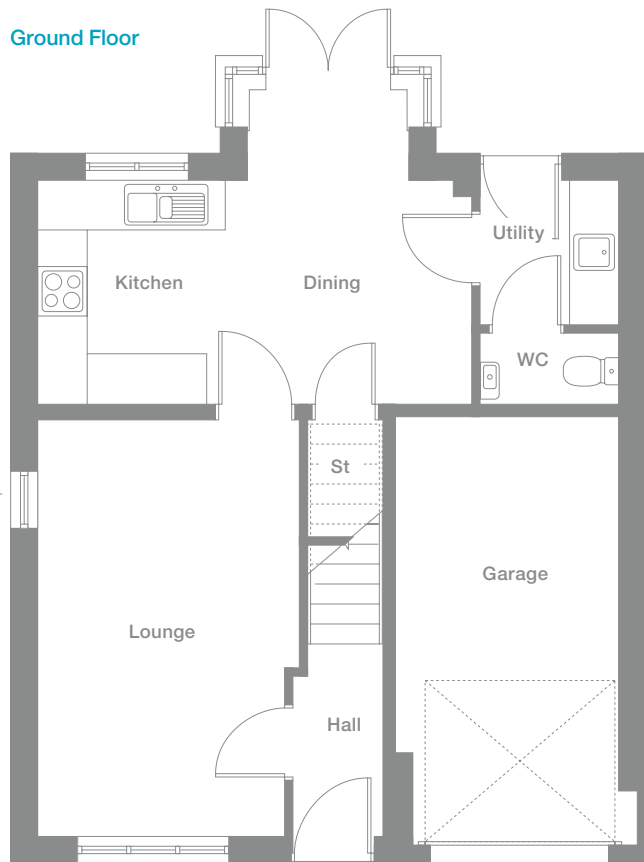 Ground Floor
Utility
Kitchen
Dining
WC
St
Garage
Lounge
Hall